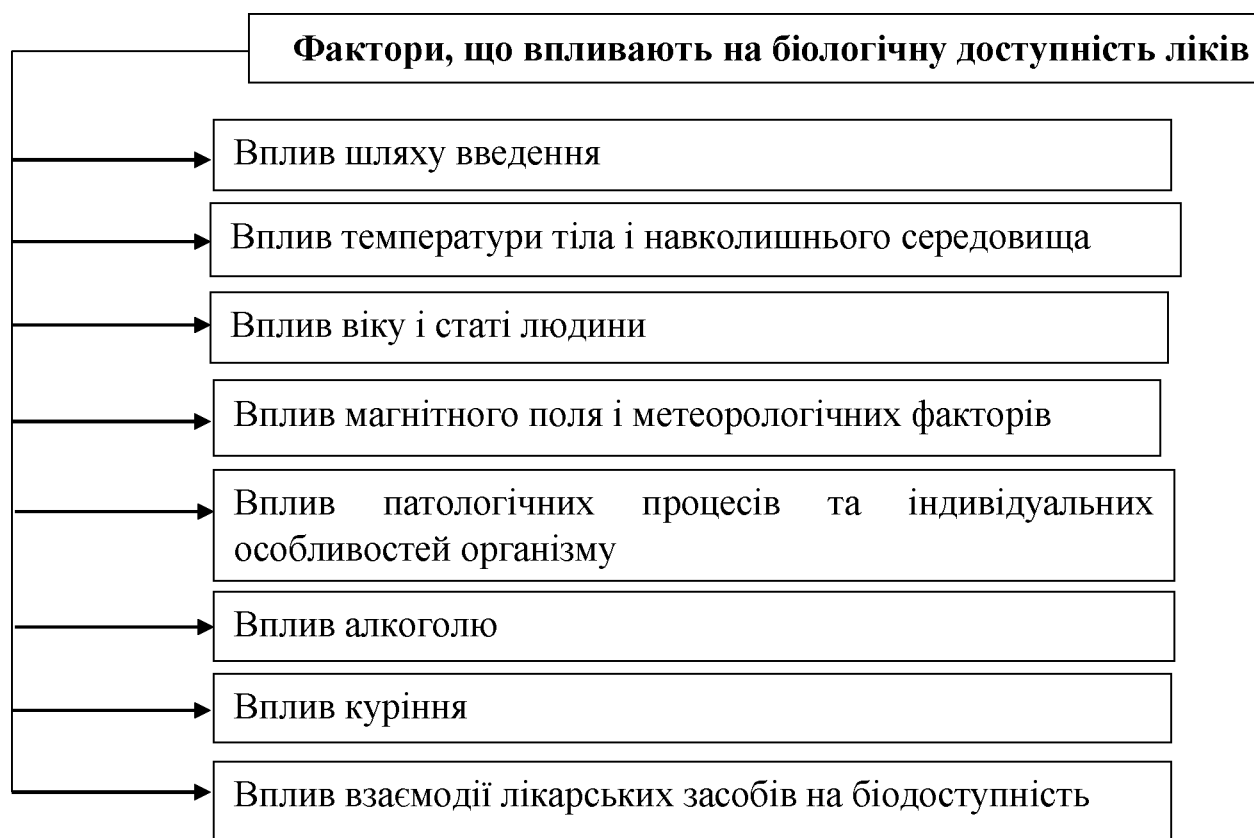 Фактори, що впливають на біологічну доступність ліків
Вплив шляху введення
Вплив температури тіла і навколишнього середовища
Вплив віку і статі людини
Вплив магнітного поля і метеорологічних факторів
Вплив патологічних процесів та індивідуальних
особливостей організму
Вплив алкоголю
Вплив куріння
Вплив взаємодії лікарських засобів на біодоступність